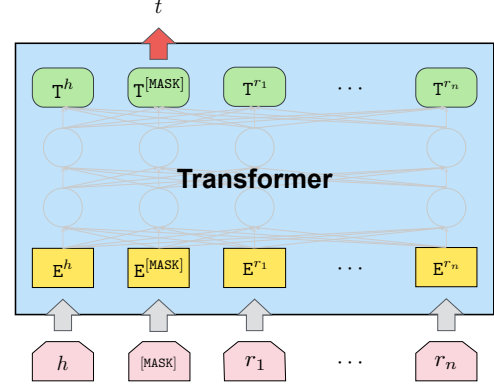 t
T^h T^[MASK] T^r₁ ... T^rₙ
Transformer
E^h E^[MASK] E^r₁ ... E^rₙ
h [MASK] r₁ ... rₙ